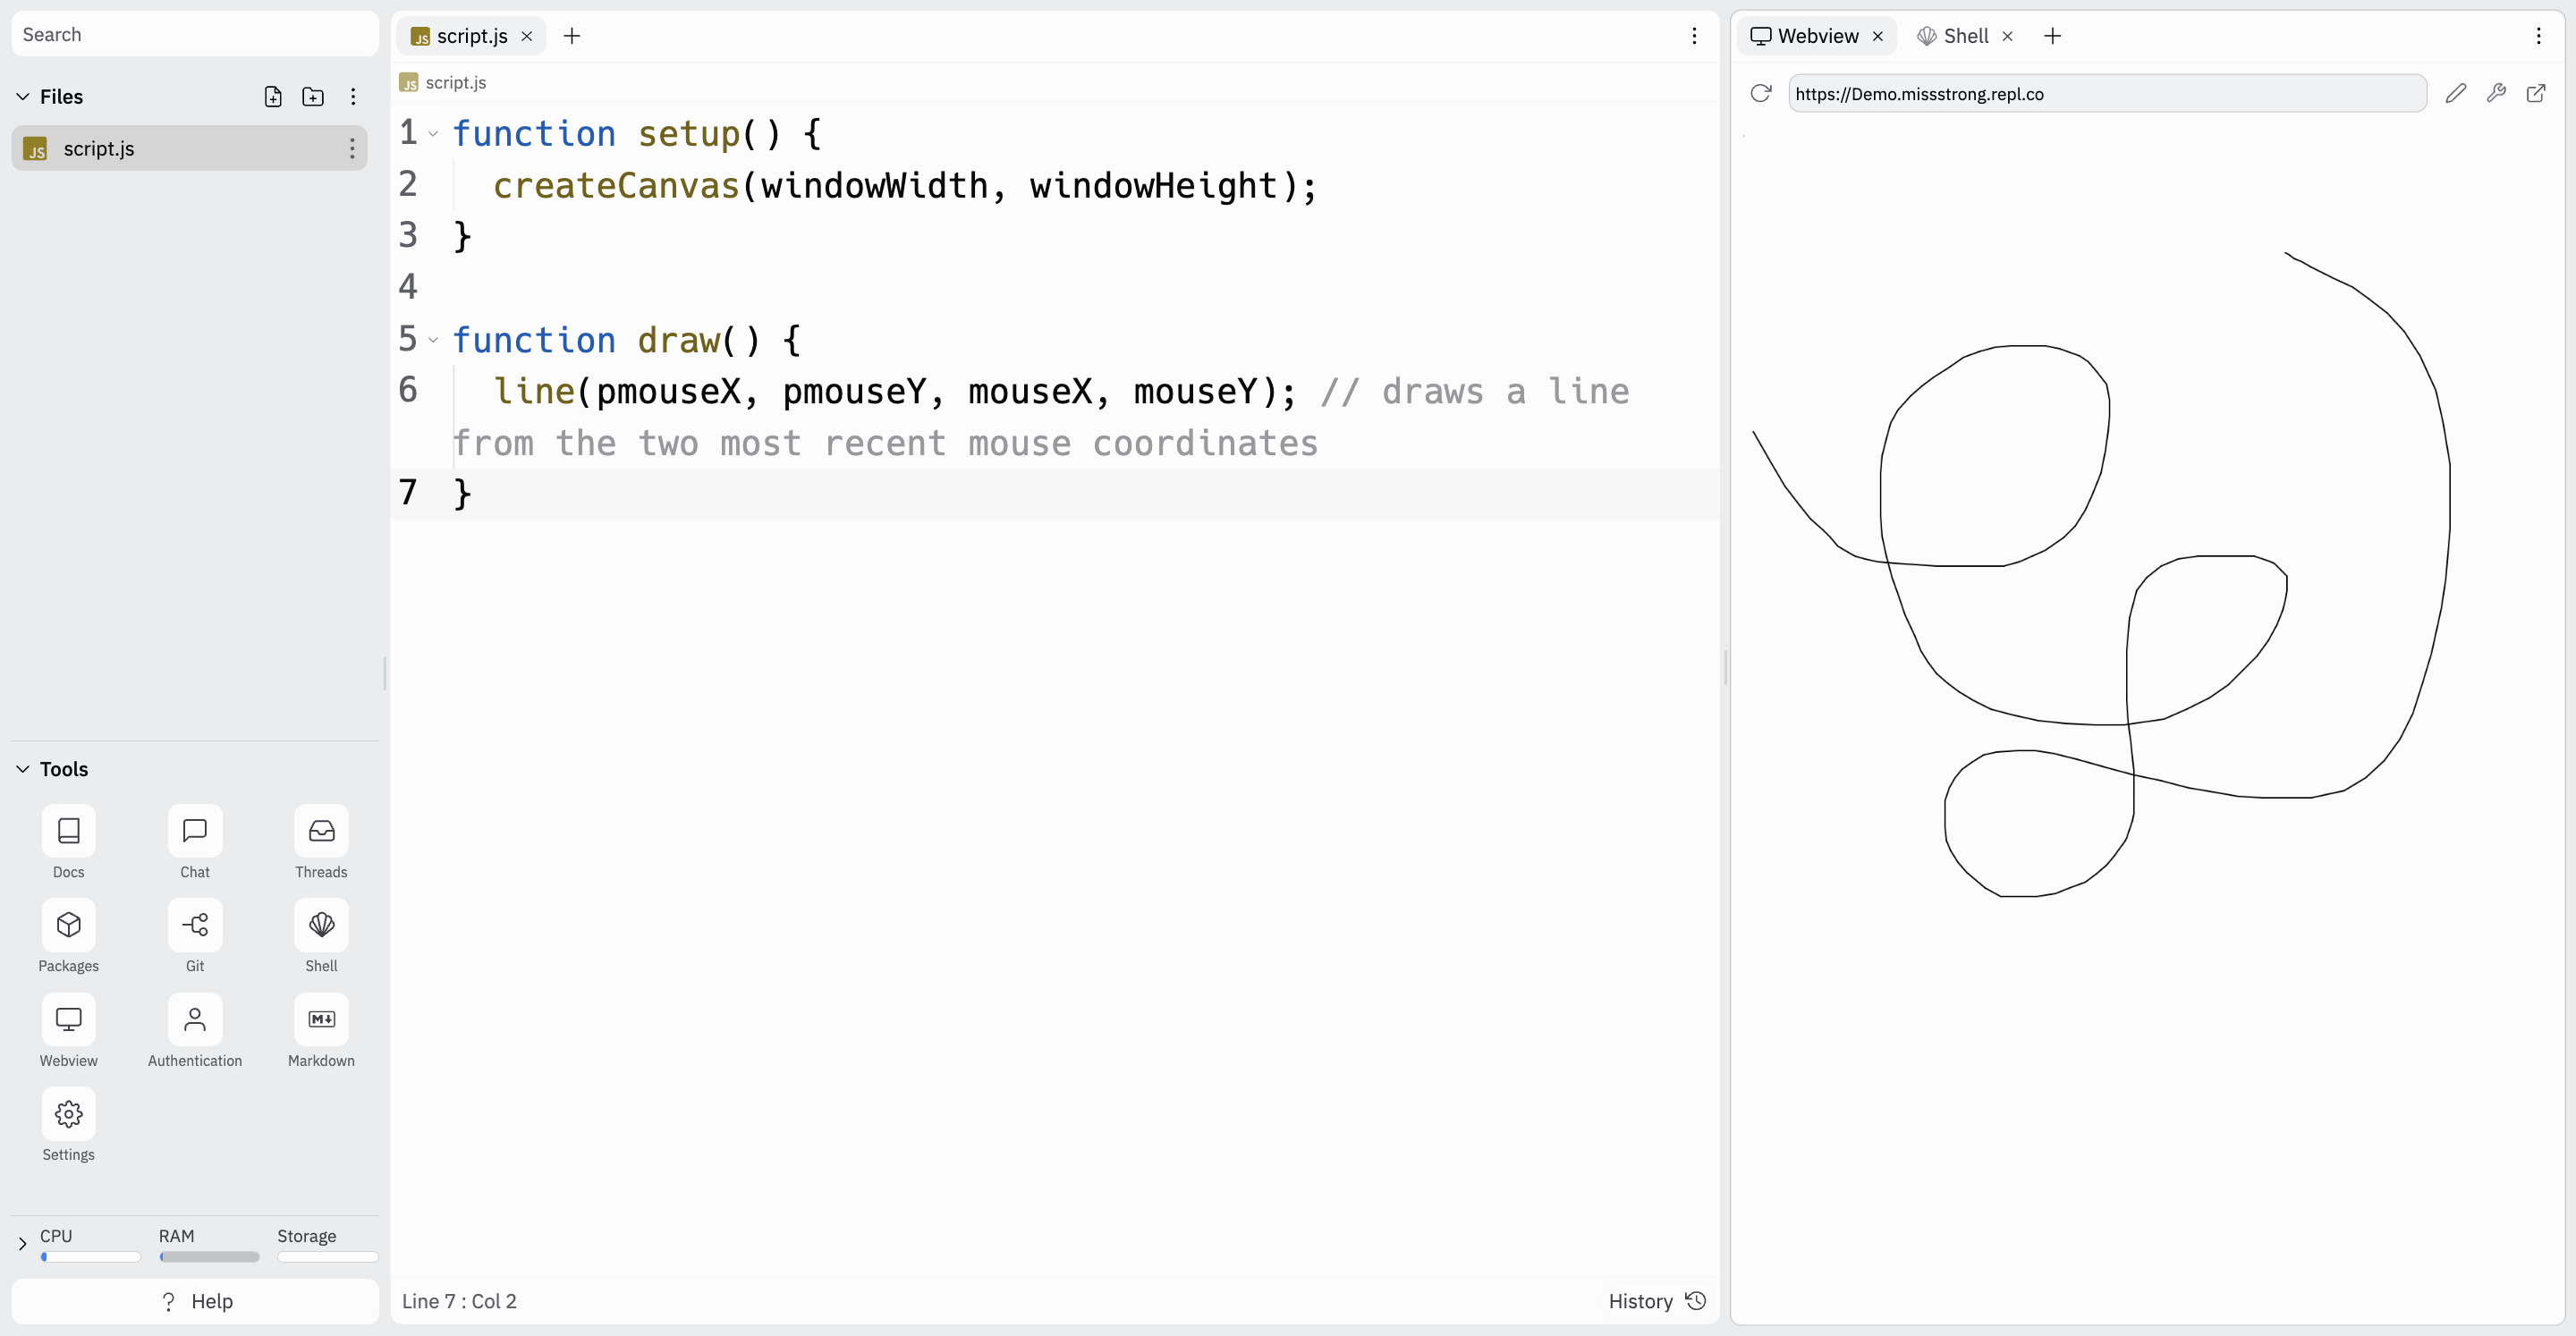 Search
Files
JS script.js
Tools
Docs Chat Threads
Packages Git Shell
Webview Authentication Markdown
Settings
CPU RAM Storage
? Help
JS script.js
JS script.js
1 function setup() {
2 createCanvas(windowWidth, windowHeight);
3 }
4
5 function draw() {
6 line(pmouseX, pmouseY, mouseX, mouseY); // draws a line
from the two most recent mouse coordinates
7 }
Line 7 : Col 2 History
Webview Shell
https://Demo.missstrong.repl.co